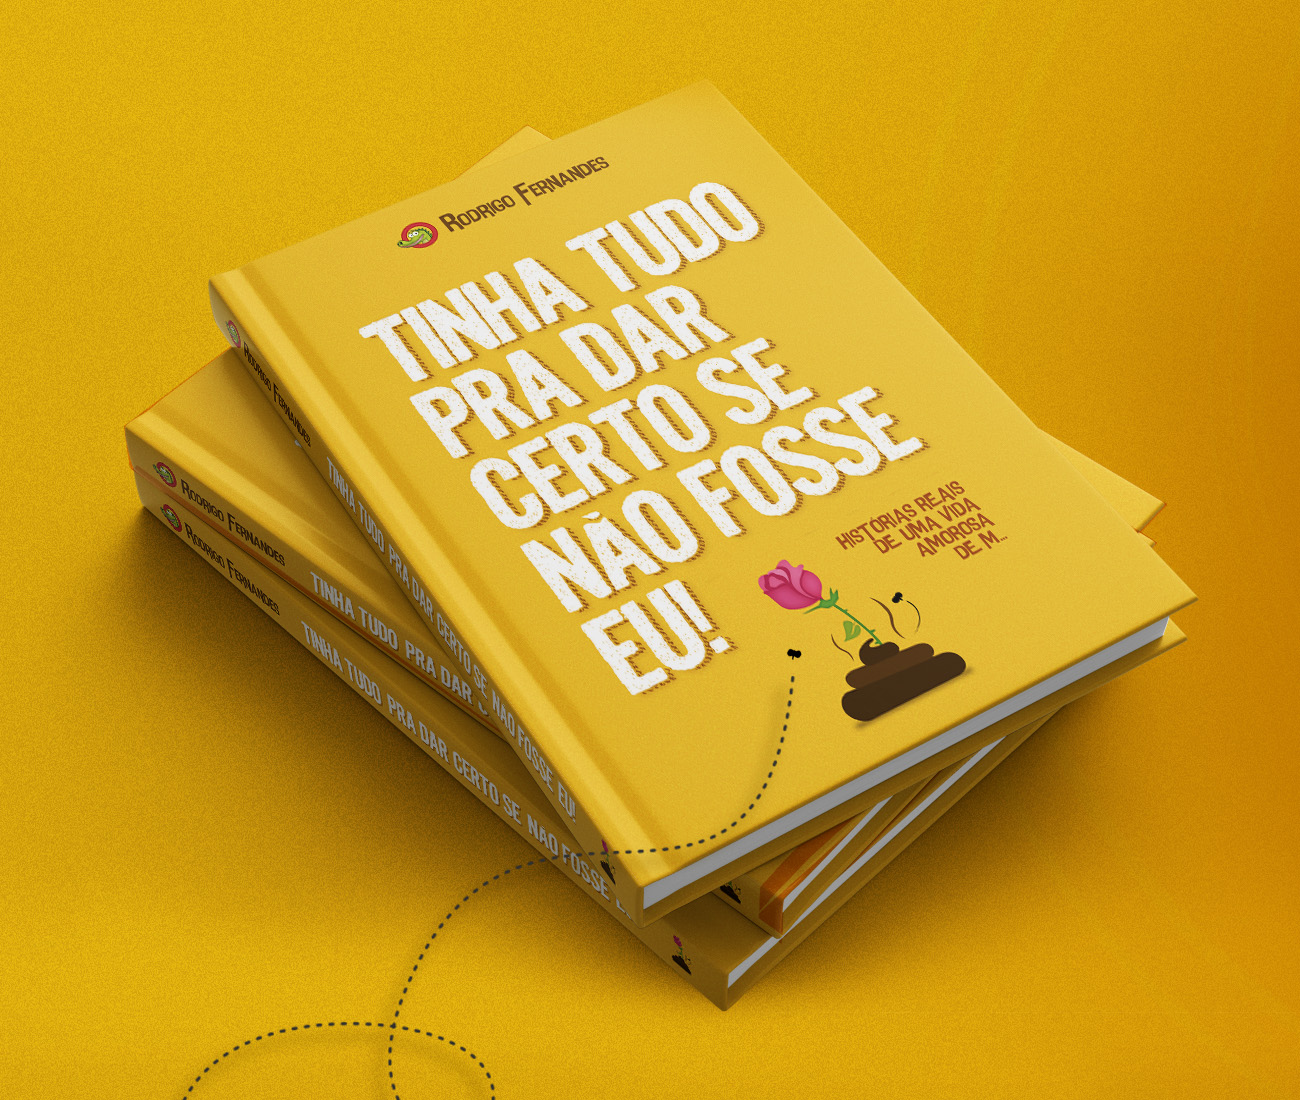 RODRIGO FERNANDES
TINHA TUDO
PRA DAR
CERTO SE
NÃO FOSSE
EU!
HISTÓRIAS REAIS
DE UMA VIDA
AMOROSA
DE M...
RODRIGO FERNANDES TINHA TUDO PRA DAR CERTO SE NÃO FOSSE EU!
RODRIGO FERNANDES TINHA TUDO PRA DAR
RODRIGO FERNANDES TINHA TUDO PRA DAR CERTO SE NÃO FOSSE